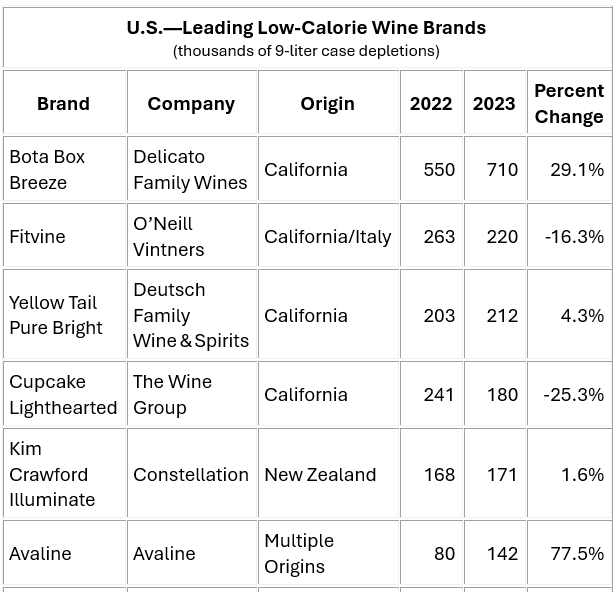 U.S.—Leading Low-Calorie Wine Brands
(thousands of 9-liter case depletions)
Brand Company Origin 2022 2023 Percent Change
Bota Box Breeze Delicato Family Wines California 550 710 29.1%
Fitvine O’Neill Vintners California/Italy 263 220 -16.3%
Yellow Tail Pure Bright Deutsch Family Wine & Spirits California 203 212 4.3%
Cupcake Lighthearted The Wine Group California 241 180 -25.3%
Kim Crawford Illuminate Constellation New Zealand 168 171 1.6%
Avaline Avaline Multiple Origins 80 142 77.5%